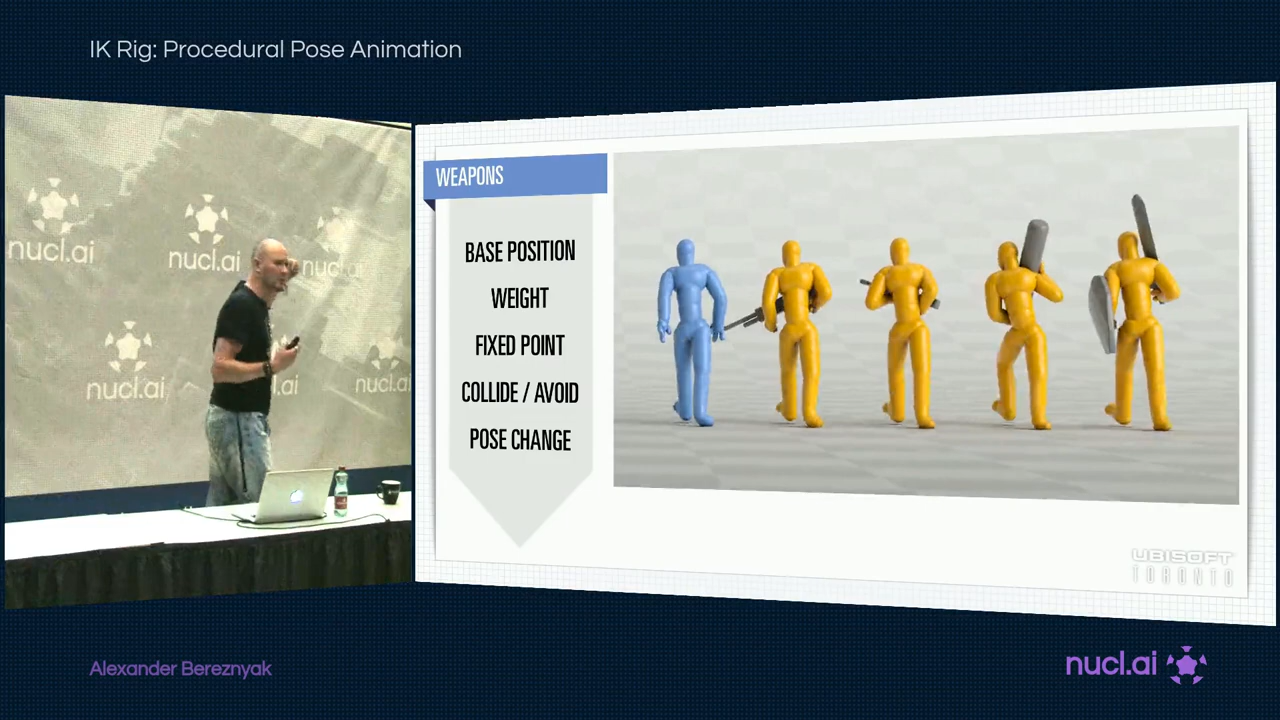 IK Rig: Procedural Pose Animation
nucl.ai
nucl.ai
nucl.ai
nucl.ai
nucl.ai
nucl.ai
WEAPONS
BASE POSITION
WEIGHT
FIXED POINT
COLLIDE / AVOID
POSE CHANGE
UBISOFT
TORONTO
Alexander Bereznyak
nucl.ai